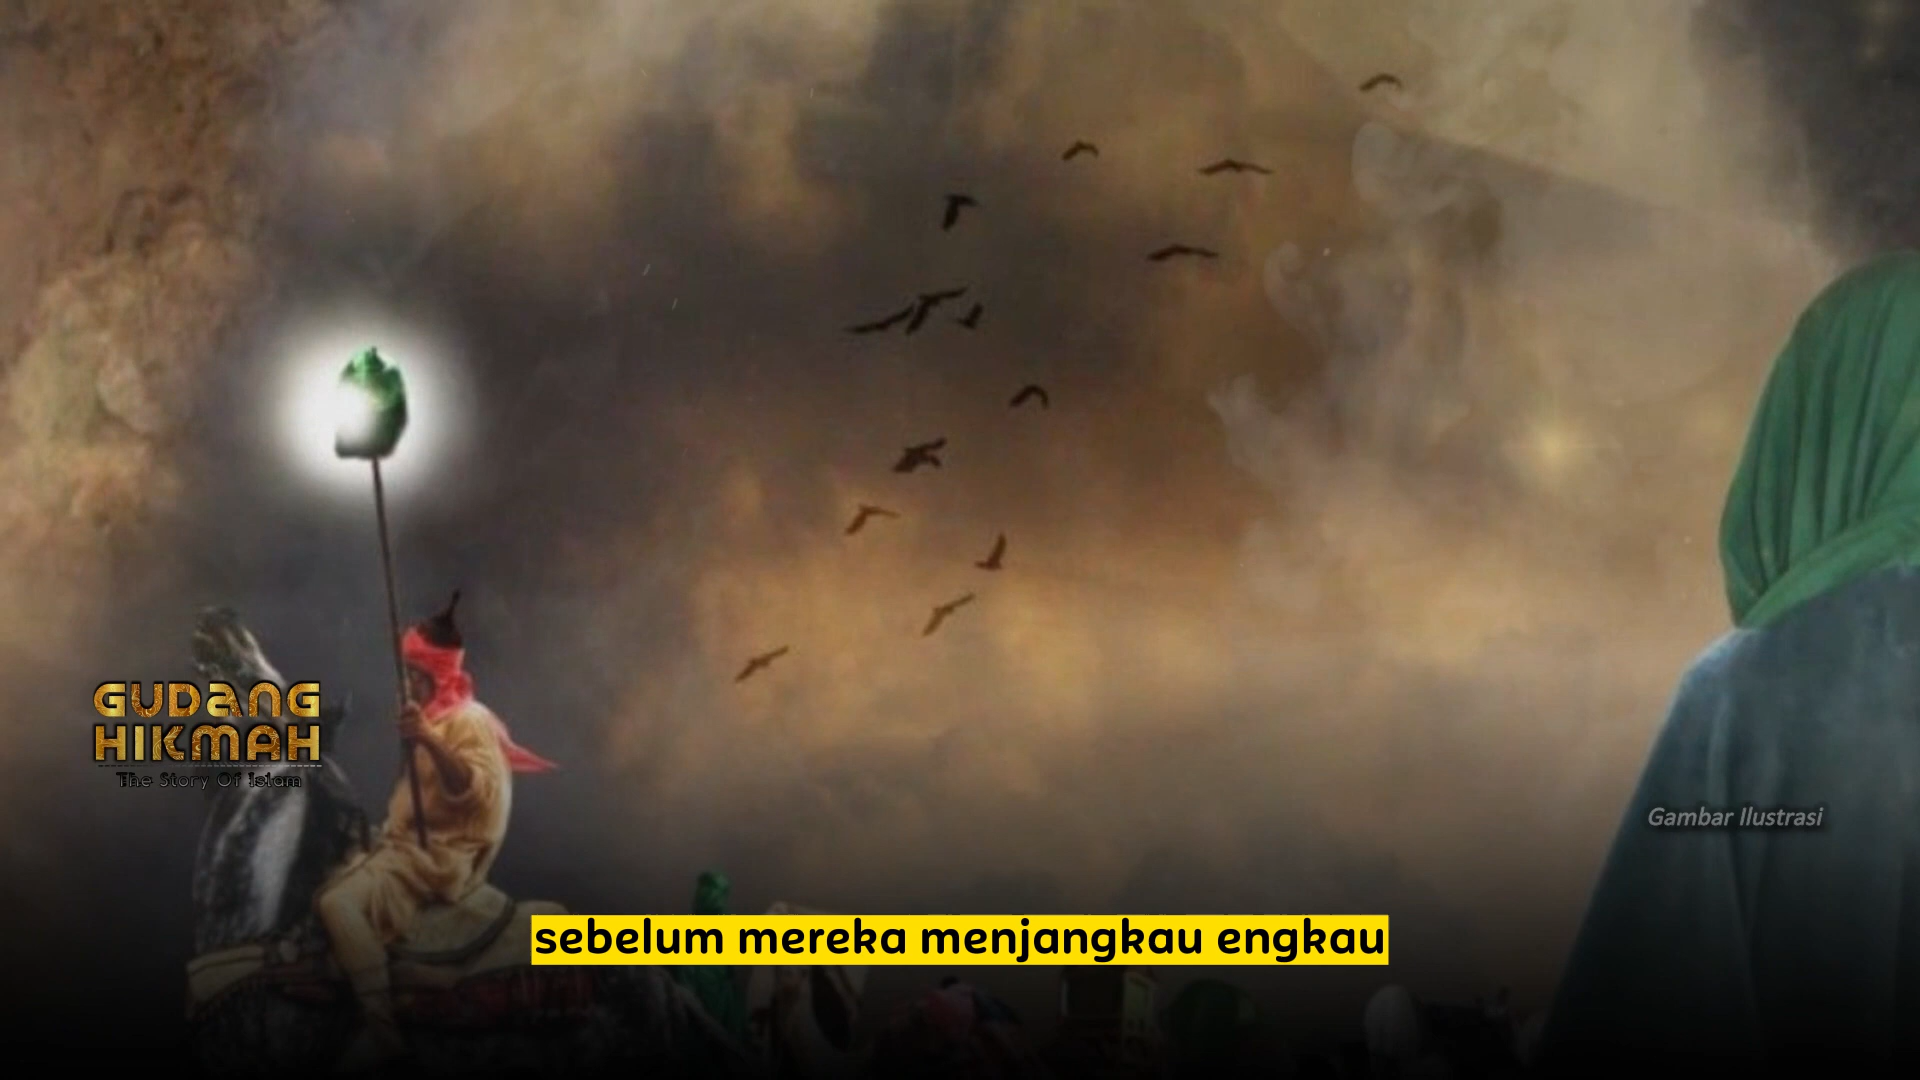 GUDANG
HIKMAH
The Story Of Islam
Gambar Ilustrasi
sebelum mereka menjangkau engkau